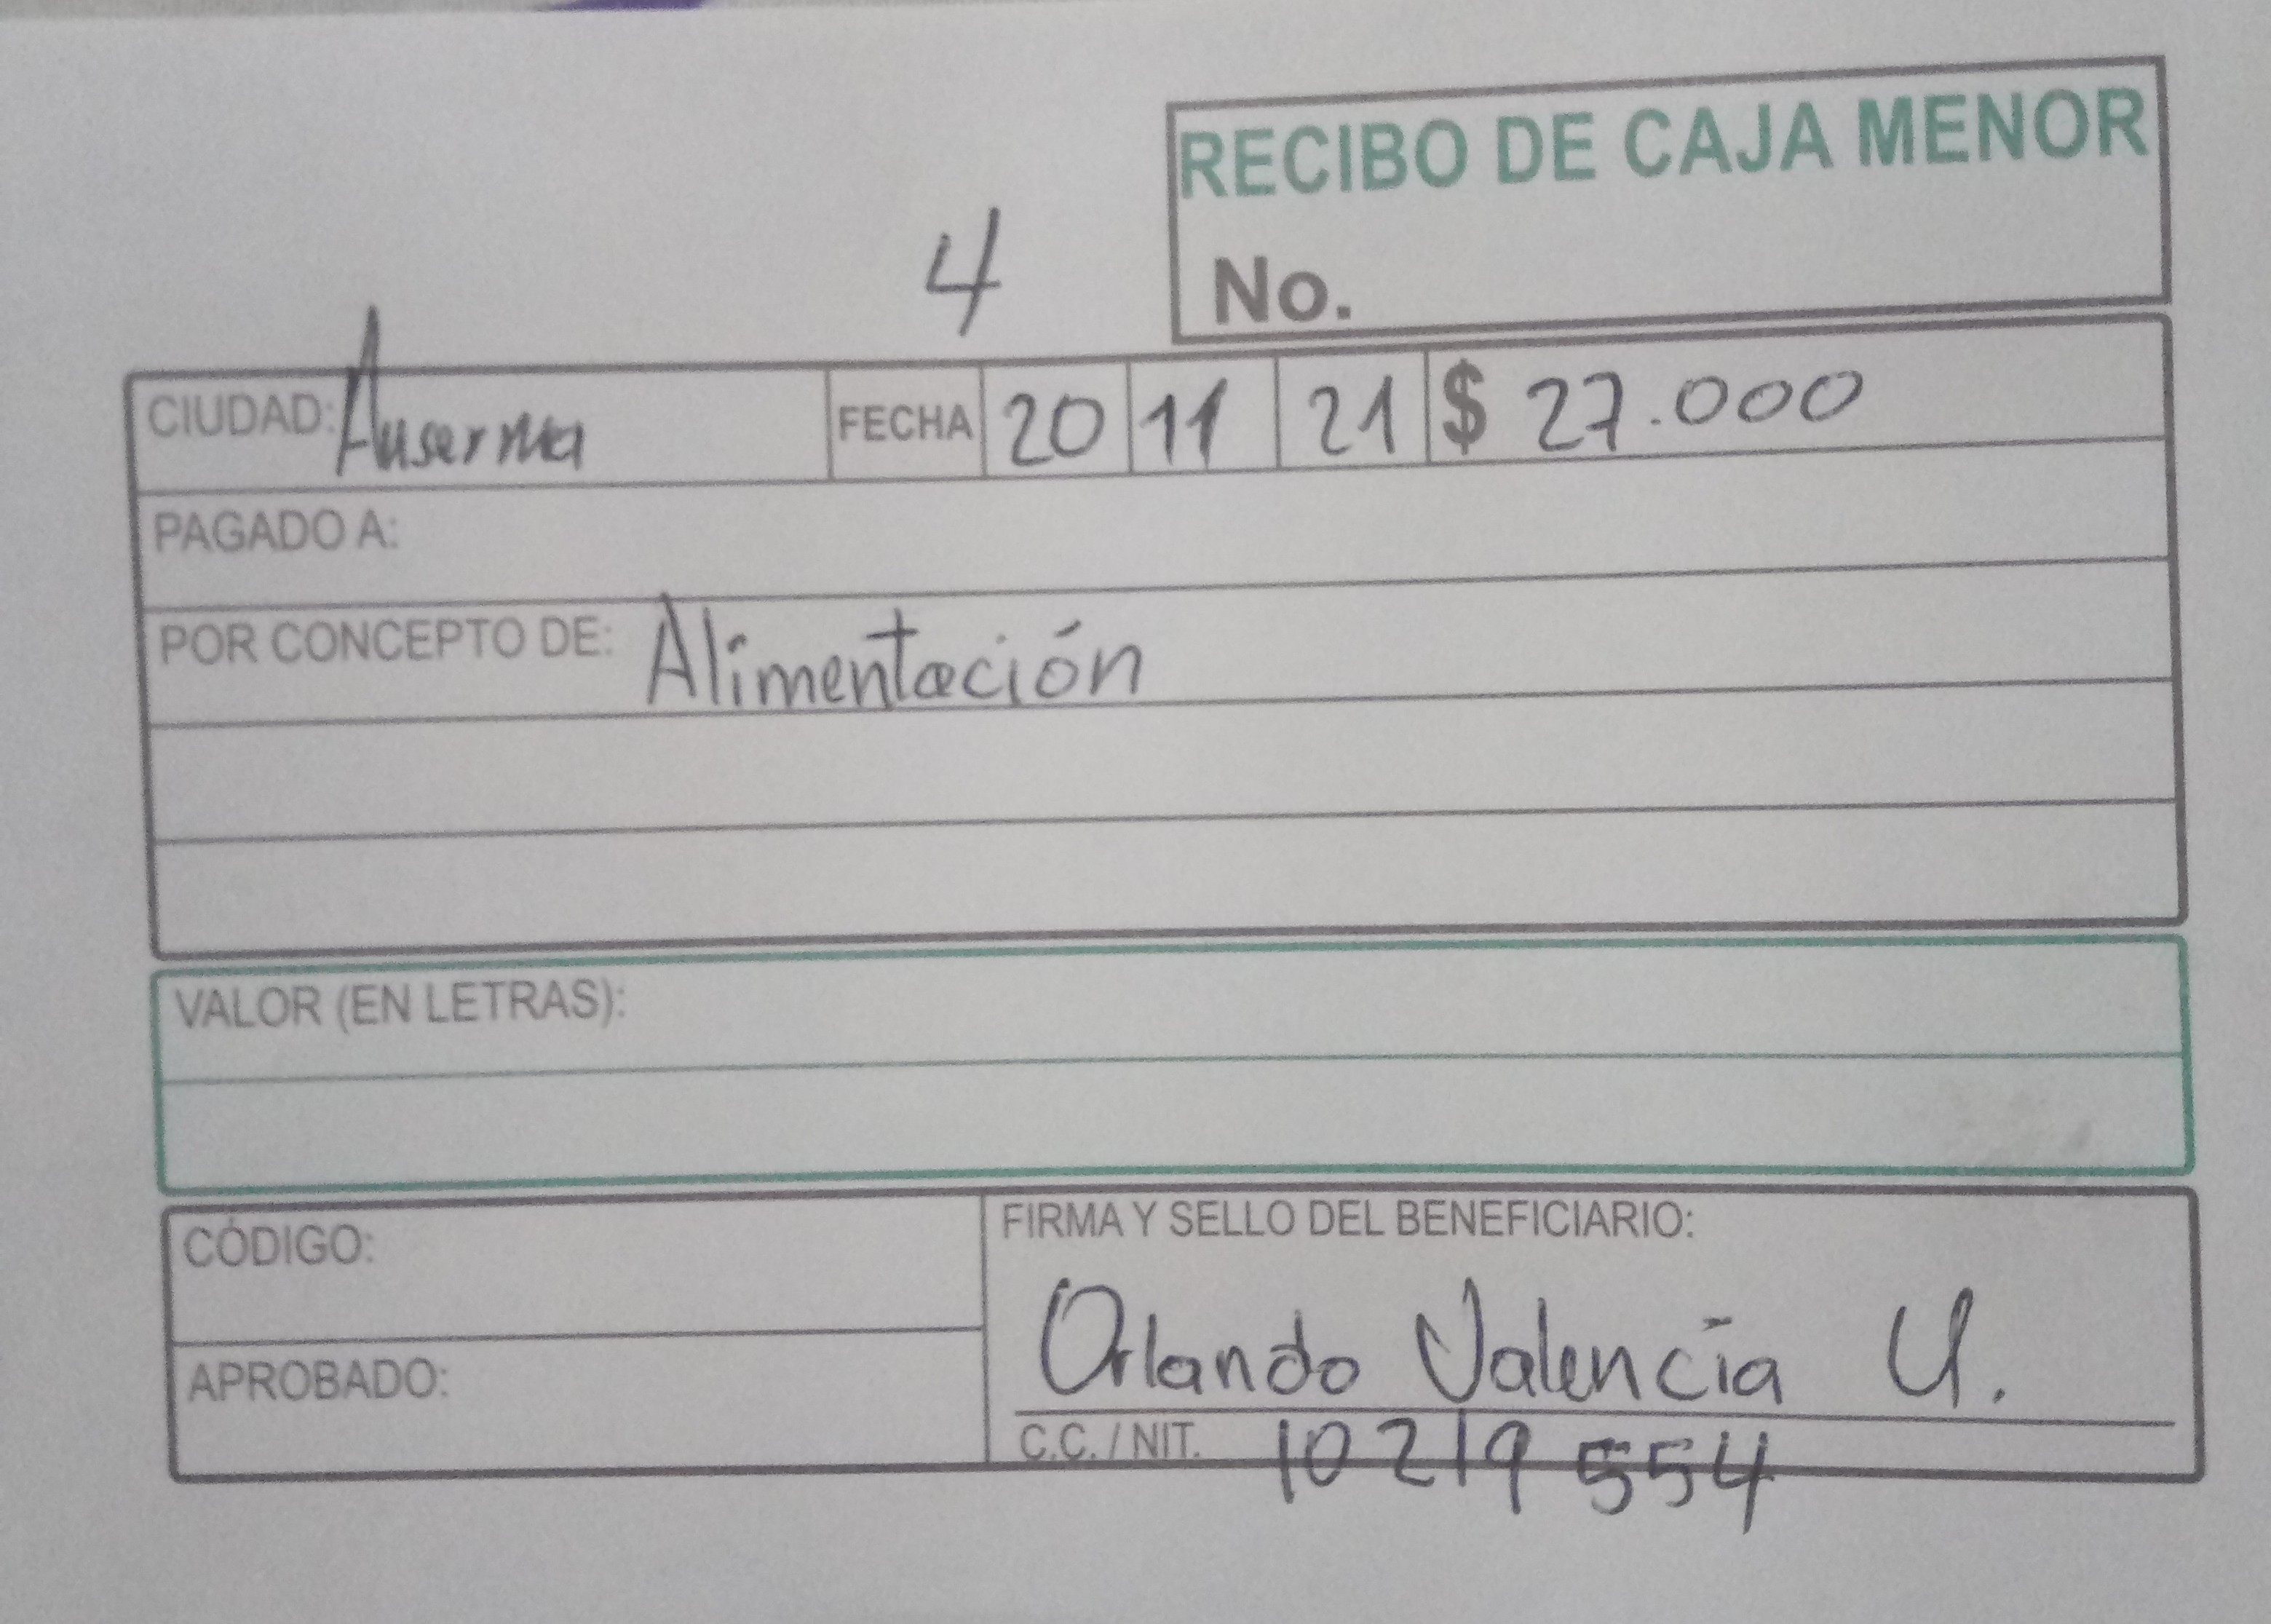 RECIBO DE CAJA MENOR
4
No.
CIUDAD: Anserma FECHA 20 11 21 $ 27.000
PAGADO A:
POR CONCEPTO DE: Alimentación
VALOR (EN LETRAS):
CÓDIGO:
APROBADO:
FIRMA Y SELLO DEL BENEFICIARIO:
Orlando Valencia U.
C.C. / NIT. 10219554